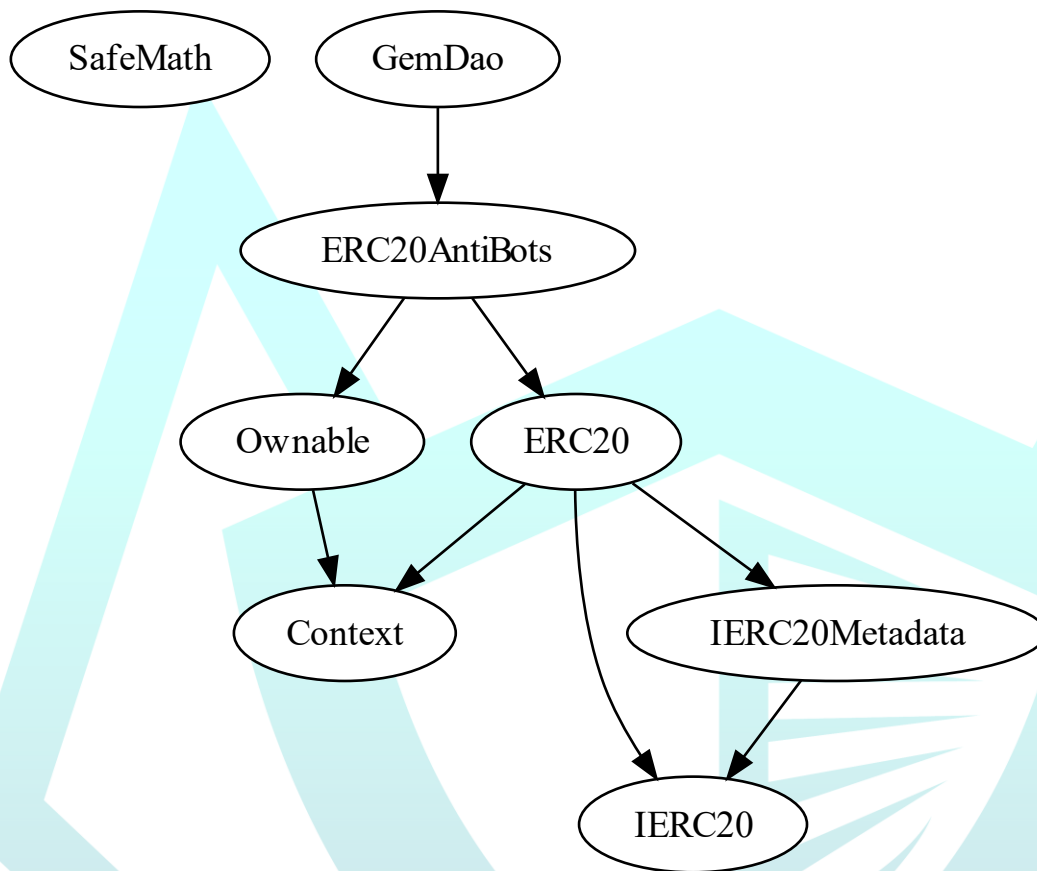 SafeMath
GemDao
ERC20AntiBots
Ownable
ERC20
Context
IERC20Metadata
IERC20